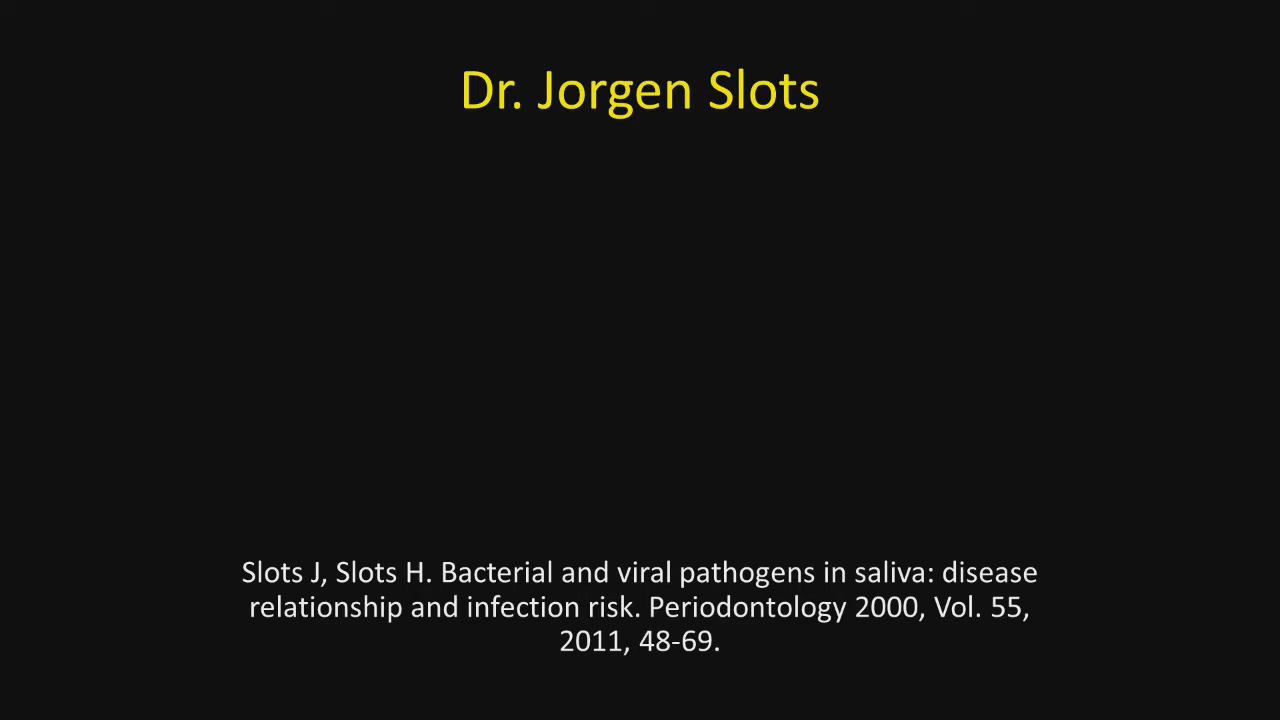 Dr. Jorgen Slots
Slots J, Slots H. Bacterial and viral pathogens in saliva: disease
relationship and infection risk. Periodontology 2000, Vol. 55,
2011, 48-69.